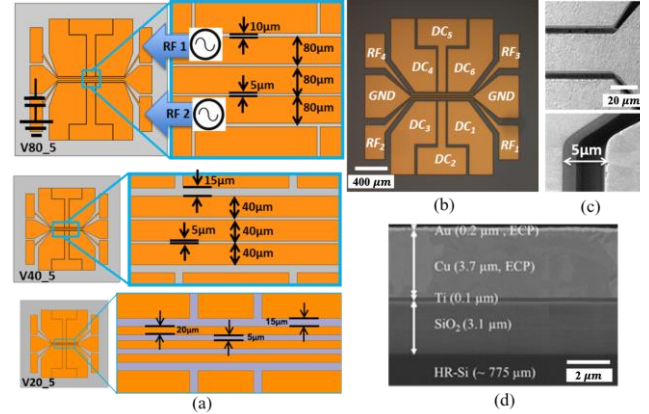 10µm
RF 1
80µm
5µm
80µm
RF 2
80µm
V80_5
15µm
40µm
5µm
40µm
40µm
V40_5
20µm
5µm
15µm
V20_5
(a)
DC5
RF4
RF3
DC4
DC6
GND
GND
DC3
DC1
RF2
RF1
DC2
400 µm
(b)
20 µm
5µm
(c)
Au (0.2 µm , ECP)
Cu (3.7 µm, ECP)
Ti (0.1 µm)
SiO₂ (3.1 µm)
HR-Si (~ 775 µm)
2 µm
(d)